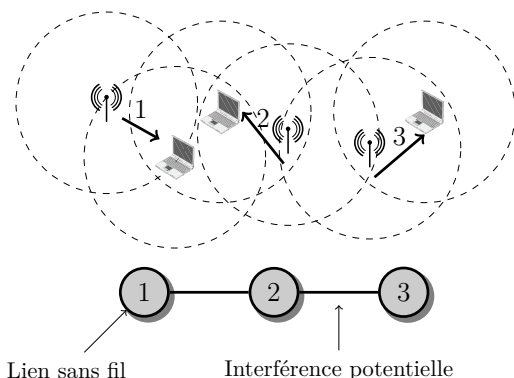 1
2
3
1 2 3
Lien sans fil
Interférence potentielle